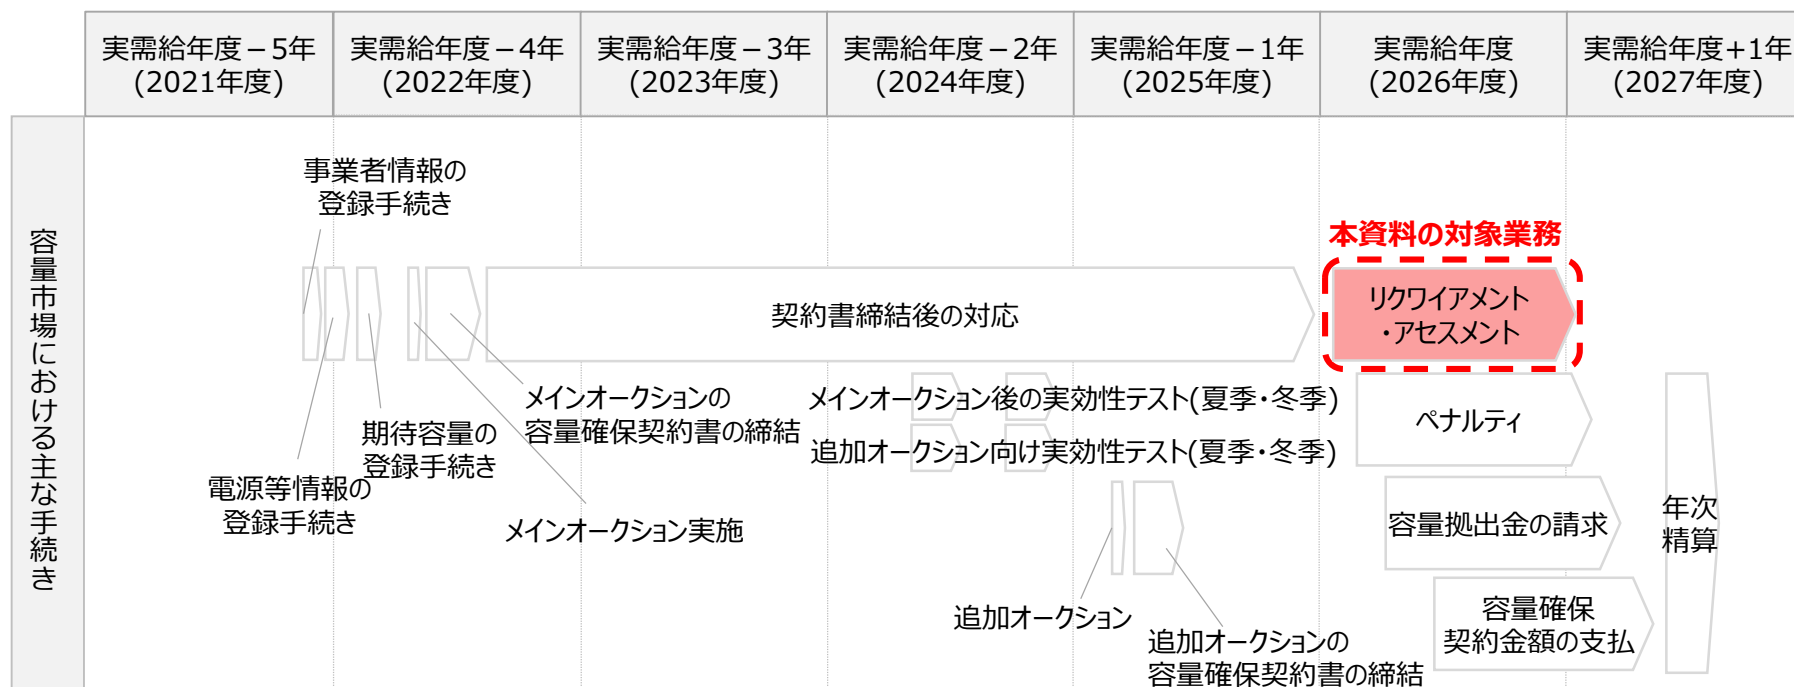 実需給年度－5年
(2021年度)
実需給年度－4年
(2022年度)
実需給年度－3年
(2023年度)
実需給年度－2年
(2024年度)
実需給年度－1年
(2025年度)
実需給年度
(2026年度)
実需給年度+1年
(2027年度)
容量市場における主な手続き
事業者情報の
登録手続き
本資料の対象業務
契約書締結後の対応
リクワイアメント
・アセスメント
メインオークションの
容量確保契約書の締結
期待容量の
登録手続き
電源等情報の
登録手続き
メインオークション実施
メインオークション後の実効性テスト(夏季・冬季)
追加オークション向け実効性テスト(夏季・冬季)
ペナルティ
容量拠出金の請求
年次
精算
追加オークション
追加オークションの
容量確保契約書の締結
容量確保
契約金額の支払